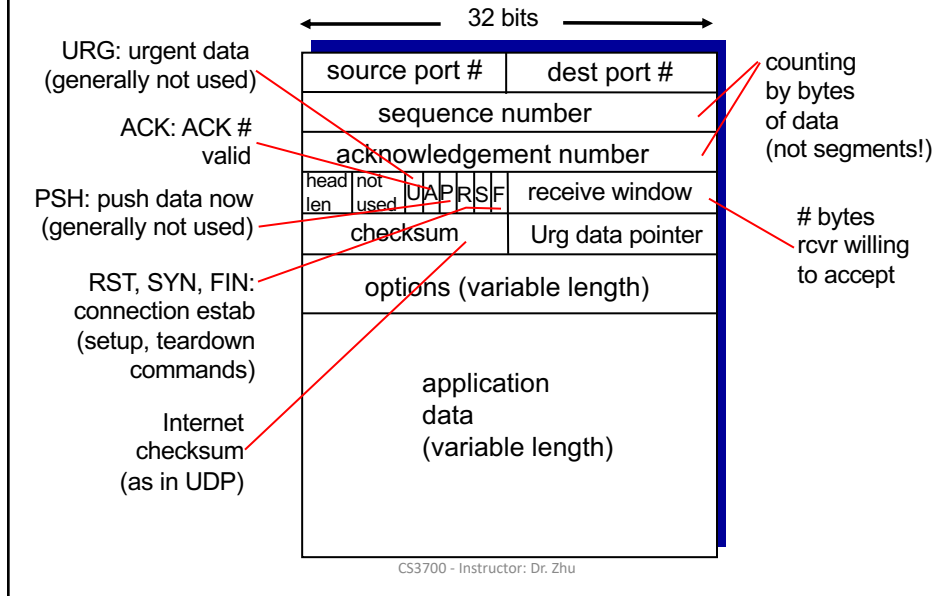 32 bits
URG: urgent data
(generally not used)
ACK: ACK #
valid
PSH: push data now
(generally not used)
RST, SYN, FIN:
connection estab
(setup, teardown
commands)
Internet
checksum
(as in UDP)
source port #
dest port #
sequence number
acknowledgement number
head
len
not
used
U
A
P
R
S
F
receive window
checksum
Urg data pointer
options (variable length)
application
data
(variable length)
counting
by bytes
of data
(not segments!)
# bytes
rcvr willing
to accept
CS3700 - Instructor: Dr. Zhu